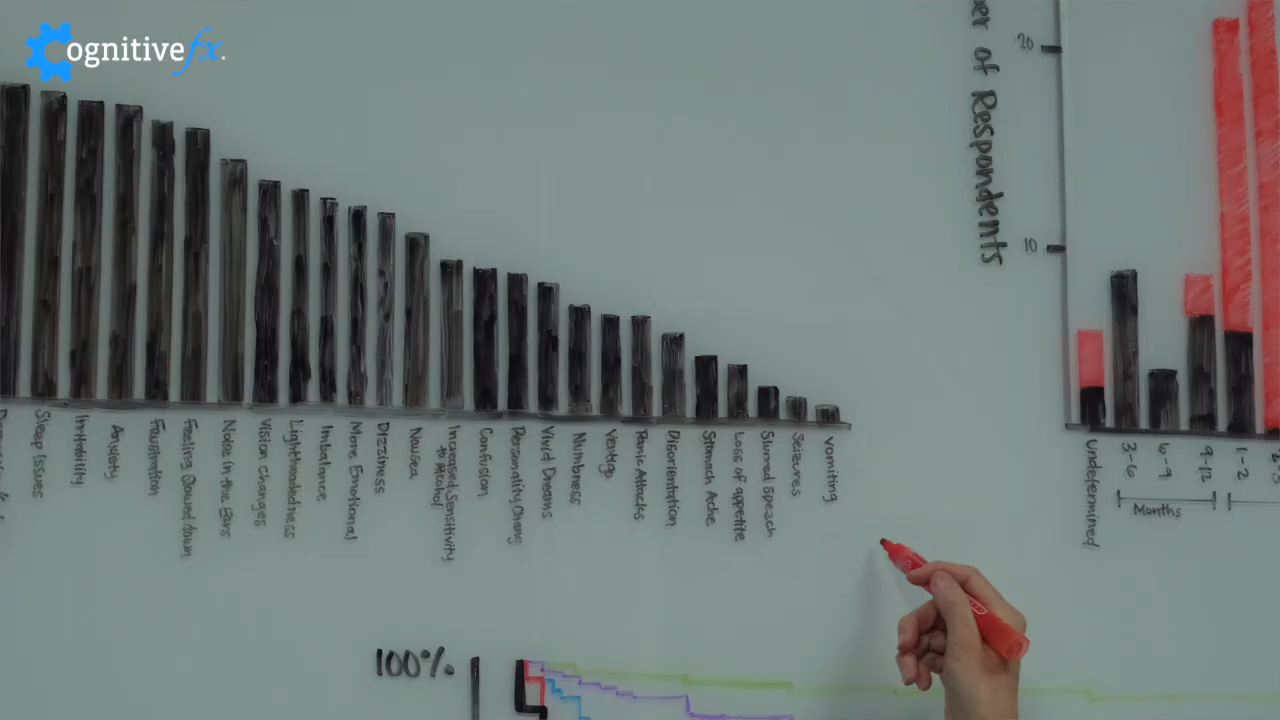 Cognitivefx.
Sleep Issues
Irritability
Anxiety
Frustration
Feeling slowed down
Noise in the Ears
Vision changes
Lightheadedness
Imbalance
More Emotional
Dizziness
Nausea
Increased Sensitivity
to Alcohol
Confusion
Personality Chang
Vivid Dreams
Numbness
Vertigo
Panic Attacks
Disorientation
Stomach Ache
Loss of appetite
Slurred Speach
Seizures
vomiting
of Respondents
20
10
undetermined
3-6
6-9
9-12
1-2
Months
100%